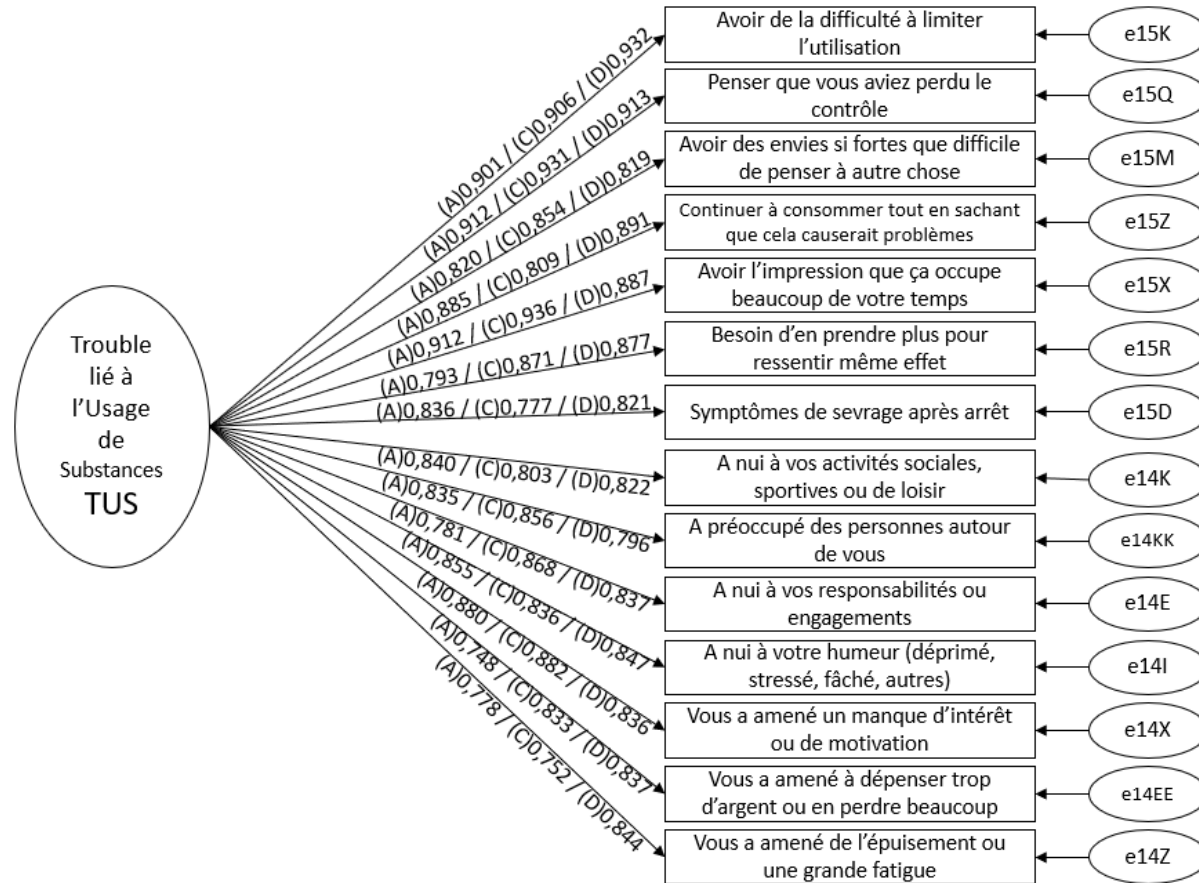 Trouble
lié à
l’Usage
de
Substances
TUS
(A)0,901 / (C)0,906 / (D)0,932
Avoir de la difficulté à limiter
l’utilisation
e15K
(A)0,912 / (C)0,931 / (D)0,913
Penser que vous aviez perdu le
contrôle
e15Q
(A)0,820 / (C)0,854 / (D)0,819
Avoir des envies si fortes que difficile
de penser à autre chose
e15M
(A)0,885 / (C)0,809 / (D)0,891
Continuer à consommer tout en sachant
que cela causerait problèmes
e15Z
(A)0,912 / (C)0,936 / (D)0,887
Avoir l’impression que ça occupe
beaucoup de votre temps
e15X
(A)0,793 / (C)0,871 / (D)0,877
Besoin d’en prendre plus pour
ressentir même effet
e15R
(A)0,836 / (C)0,777 / (D)0,821
Symptômes de sevrage après arrêt
e15D
(A)0,840 / (C)0,803 / (D)0,822
A nui à vos activités sociales,
sportives ou de loisir
e14K
(A)0,835 / (C)0,856 / (D)0,796
A préoccupé des personnes autour
de vous
e14KK
(A)0,781 / (C)0,868 / (D)0,837
A nui à vos responsabilités ou
engagements
e14E
(A)0,855 / (C)0,836 / (D)0,847
A nui à votre humeur (déprimé,
stressé, fâché, autres)
e14I
(A)0,880 / (C)0,882 / (D)0,836
Vous a amené un manque d’intérêt
ou de motivation
e14X
(A)0,748 / (C)0,833 / (D)0,837
Vous a amené à dépenser trop
d’argent ou en perdre beaucoup
e14EE
(A)0,778 / (C)0,752 / (D)0,844
Vous a amené de l’épuisement ou
une grande fatigue
e14Z